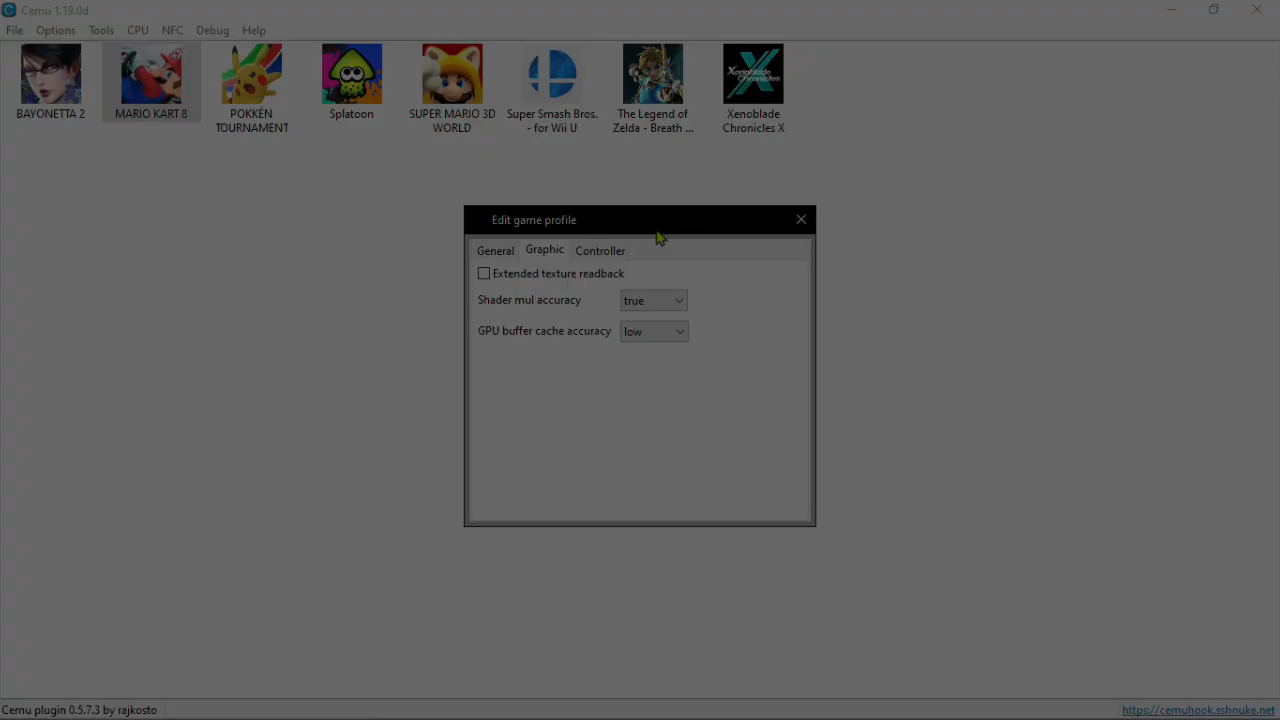 Cemu 1.19.0d
File Options Tools CPU NFC Debug Help
BAYONETTA 2
MARIO KART 8
POKKÉN
TOURNAMENT
Splatoon
SUPER MARIO 3D
WORLD
Super Smash Bros.
- for Wii U
The Legend of
Zelda - Breath ...
Xenoblade
Chronicles X
Edit game profile
General Graphic Controller
Extended texture readback
Shader mul accuracy true
GPU buffer cache accuracy low
Cemu plugin 0.5.7.3 by rajkosto
https://cemuhook.sshnuke.net